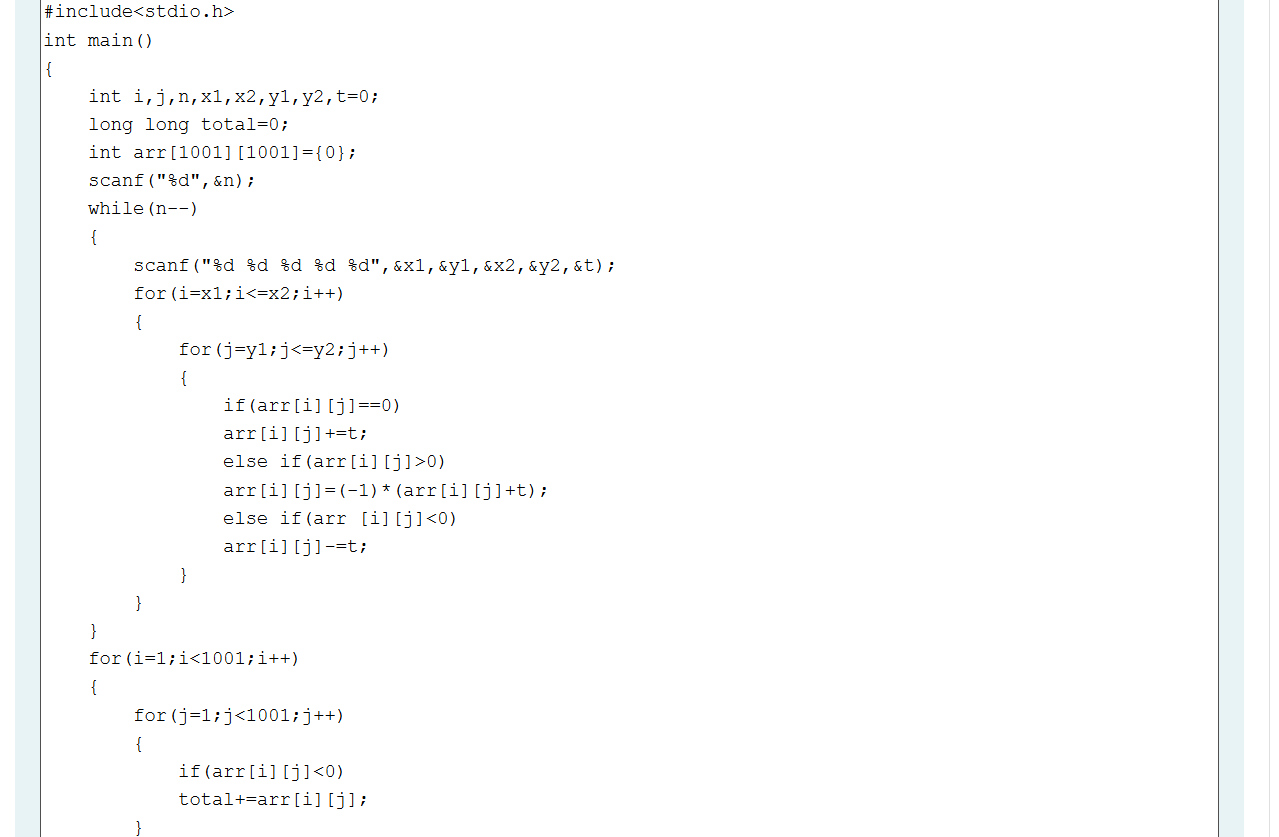 #include<stdio.h>
int main()
{
    int i,j,n,x1,x2,y1,y2,t=0;
    long long total=0;
    int arr[1001][1001]={0};
    scanf("%d",&n);
    while(n--)
    {
        scanf("%d %d %d %d %d",&x1,&y1,&x2,&y2,&t);
        for(i=x1;i<=x2;i++)
        {
            for(j=y1;j<=y2;j++)
            {
                if(arr[i][j]==0)
                arr[i][j]+=t;
                else if(arr[i][j]>0)
                arr[i][j]=(-1)*(arr[i][j]+t);
                else if(arr [i][j]<0)
                arr[i][j]-=t;
            }
        }
    }
    for(i=1;i<1001;i++)
    {
        for(j=1;j<1001;j++)
        {
            if(arr[i][j]<0)
            total+=arr[i][j];
        }